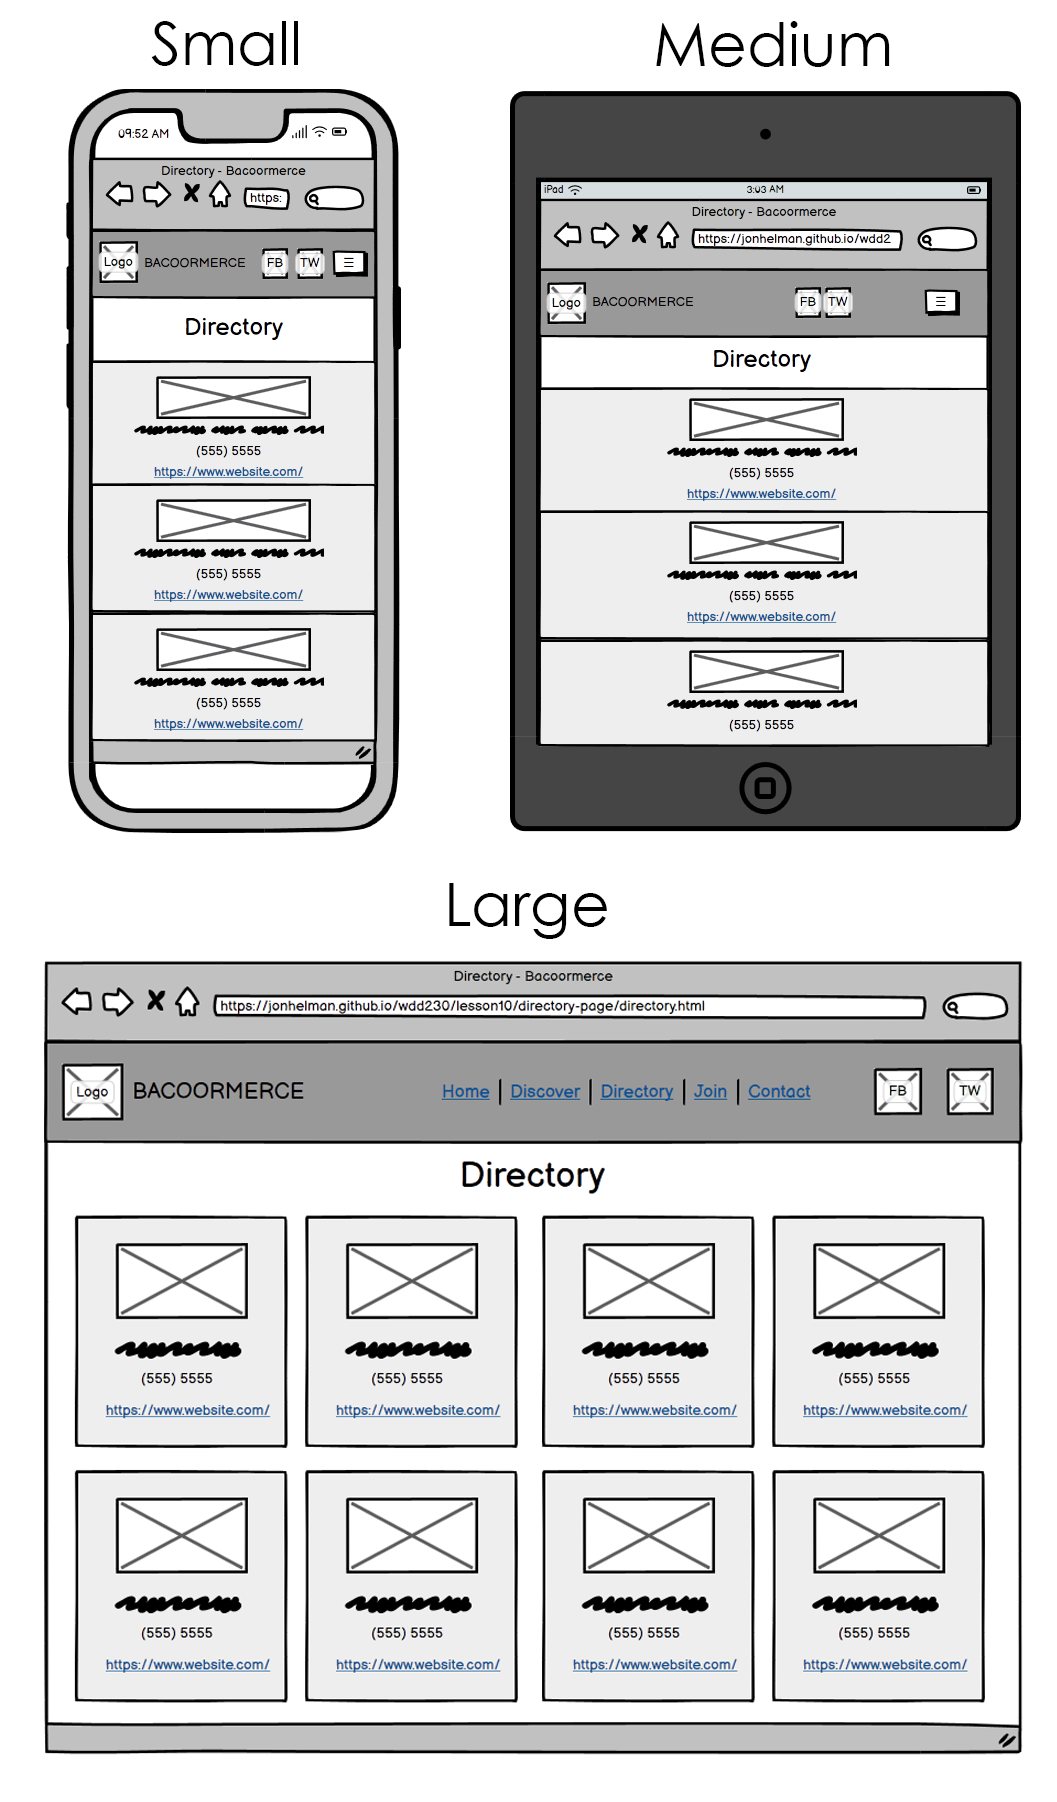 Small
09:52 AM
Directory - Bacoormerce
https:
Logo BACOORMERCE FB TW
Directory
(555) 5555
https://www.website.com/
(555) 5555
https://www.website.com/
(555) 5555
https://www.website.com/
Medium
iPad 3:03 AM
Directory - Bacoormerce
https://jonhelman.github.io/wdd2
Logo BACOORMERCE FB TW
Directory
(555) 5555
https://www.website.com/
(555) 5555
https://www.website.com/
(555) 5555
Large
Directory - Bacoormerce
https://jonhelman.github.io/wdd230/lesson10/directory-page/directory.html
Logo BACOORMERCE Home Discover Directory Join Contact FB TW
Directory
(555) 5555 (555) 5555 (555) 5555 (555) 5555
https://www.website.com/ https://www.website.com/ https://www.website.com/ https://www.website.com/
(555) 5555 (555) 5555 (555) 5555 (555) 5555
https://www.website.com/ https://www.website.com/ https://www.website.com/ https://www.website.com/